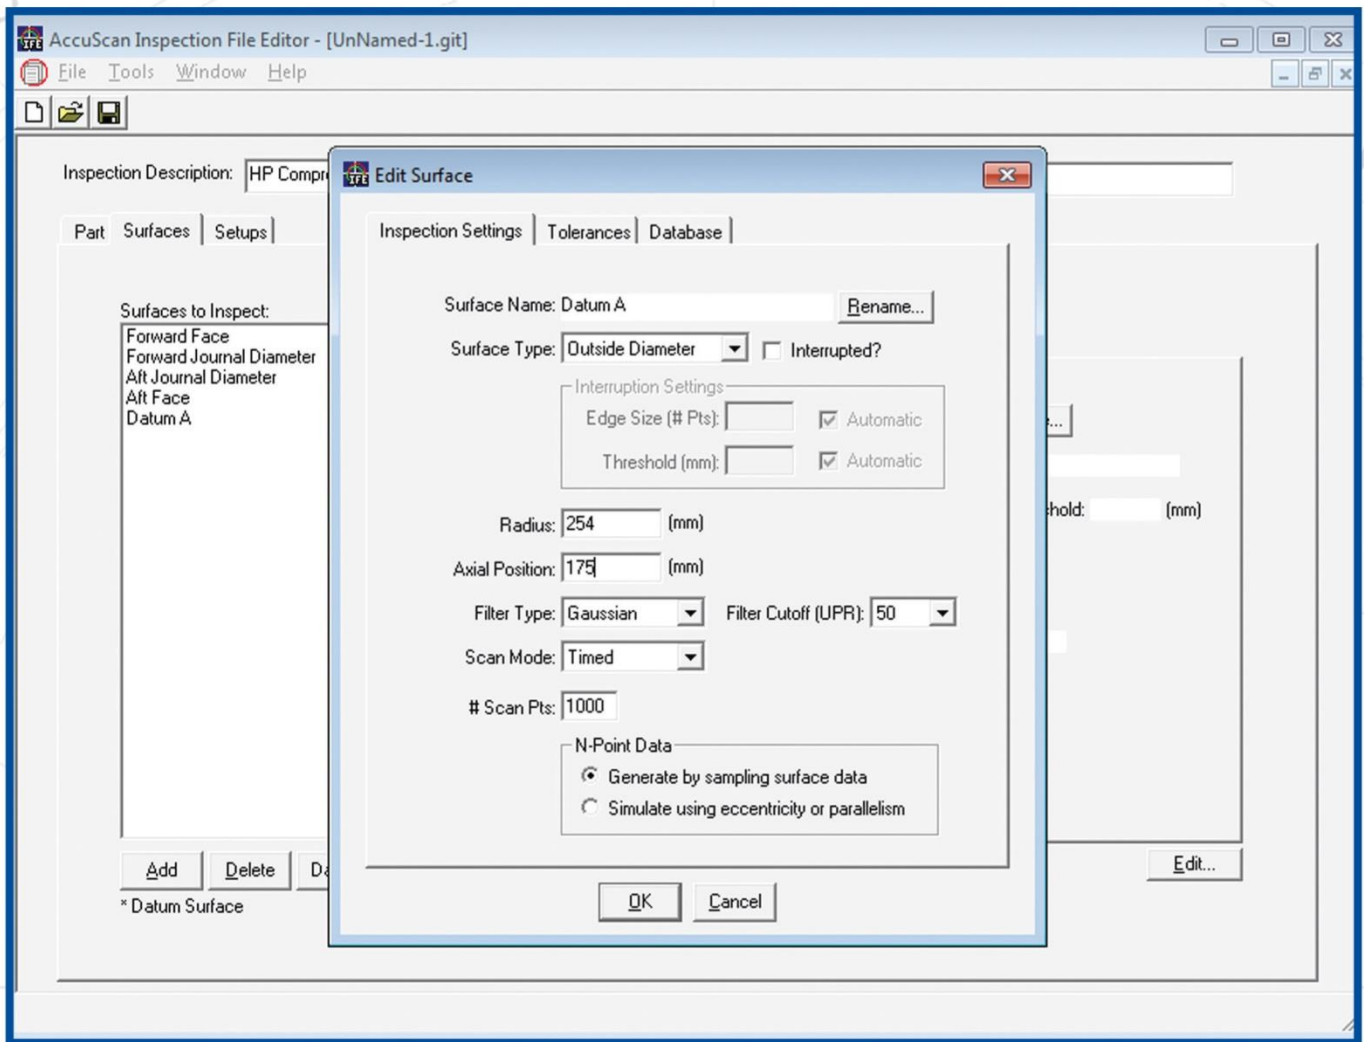 AccuScan Inspection File Editor - [UnNamed-1.git]
File Tools Window Help
Inspection Description: HP Compr
Edit Surface
Part Surfaces Setups
Inspection Settings Tolerances Database
Surfaces to Inspect:
Forward Face
Forward Journal Diameter
Aft Journal Diameter
Aft Face
Datum A
Surface Name: Datum A Rename...
Surface Type: Outside Diameter Interrupted?
Interruption Settings
Edge Size (# Pts): Automatic
Threshold (mm): Automatic
Radius: 254 (mm)
Axial Position: 175 (mm)
Filter Type: Gaussian Filter Cutoff (UPR): 50
Scan Mode: Timed
# Scan Pts: 1000
N-Point Data
Generate by sampling surface data
Simulate using eccentricity or parallelism
hold: (mm)
Add Delete Da
Edit...
* Datum Surface
OK Cancel